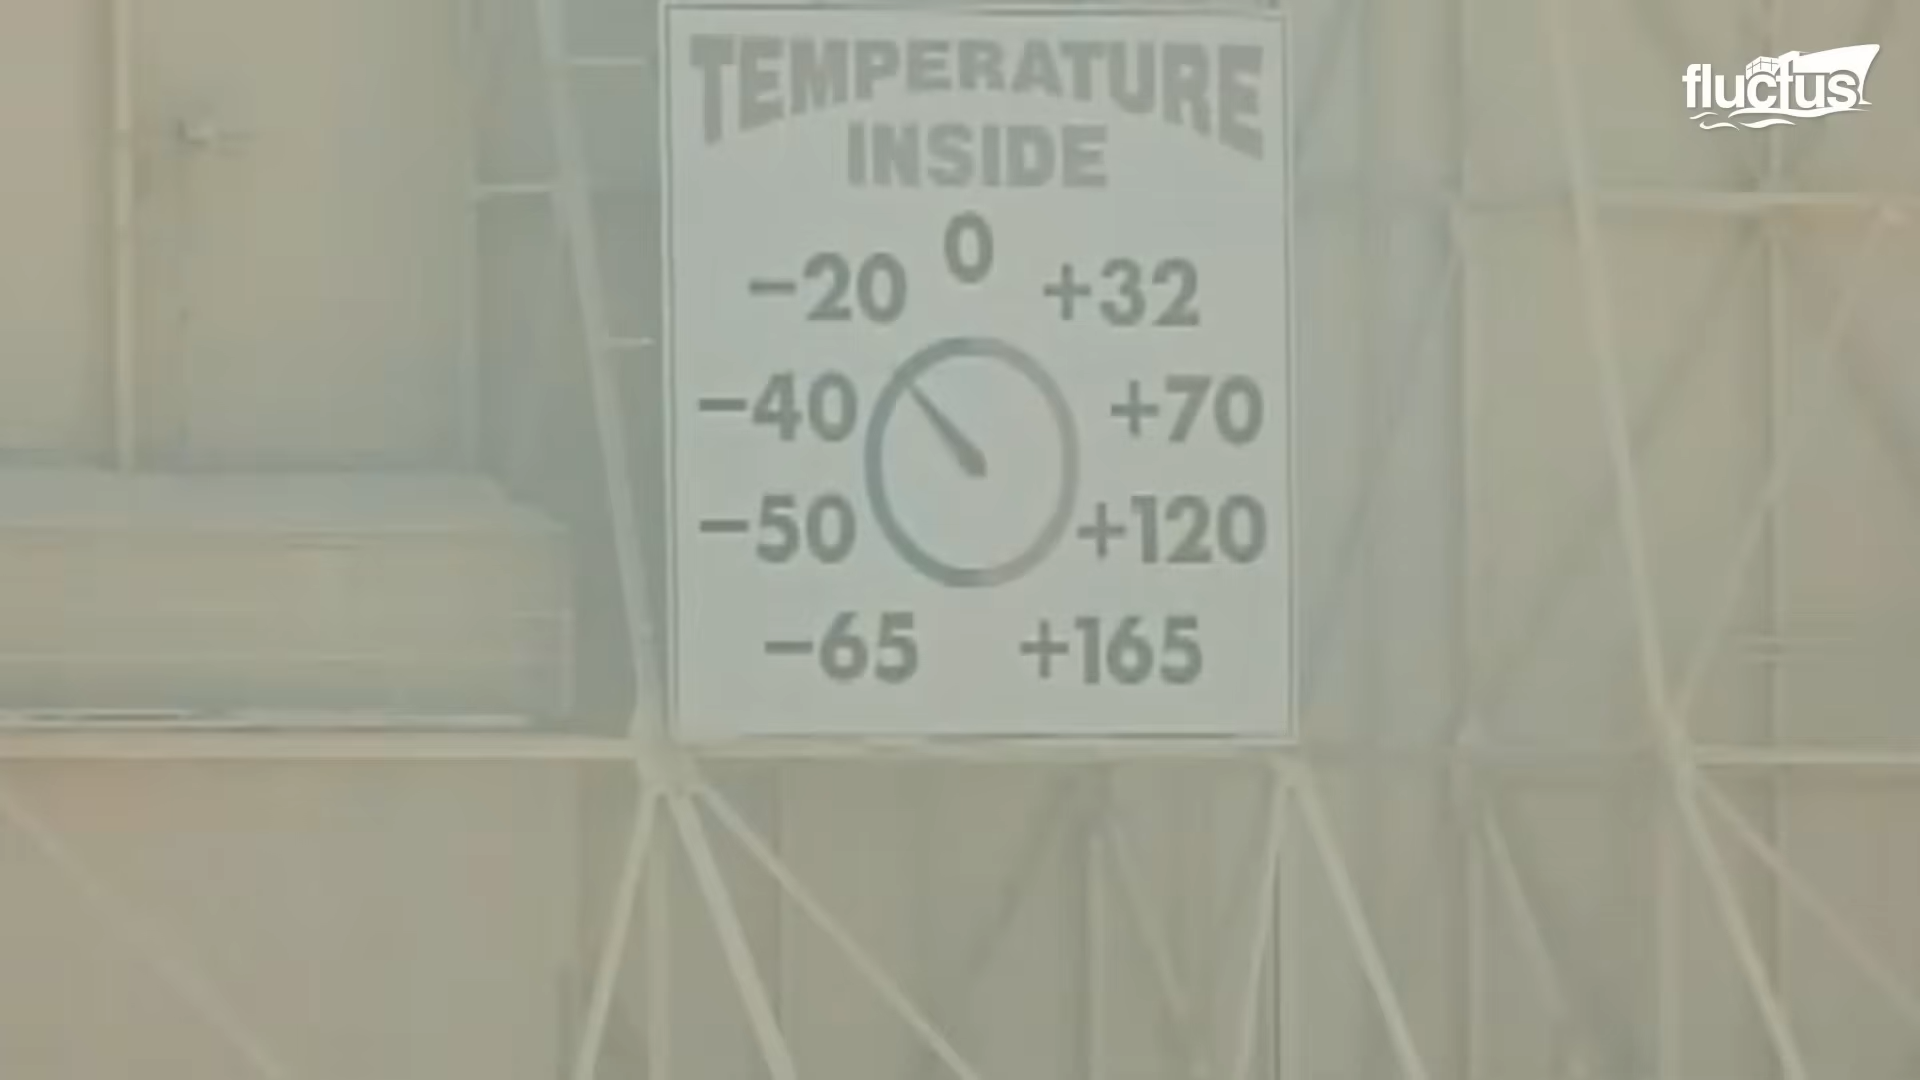 fluctus
TEMPERATURE
INSIDE
0
-20 +32
-40 +70
-50 +120
-65 +165